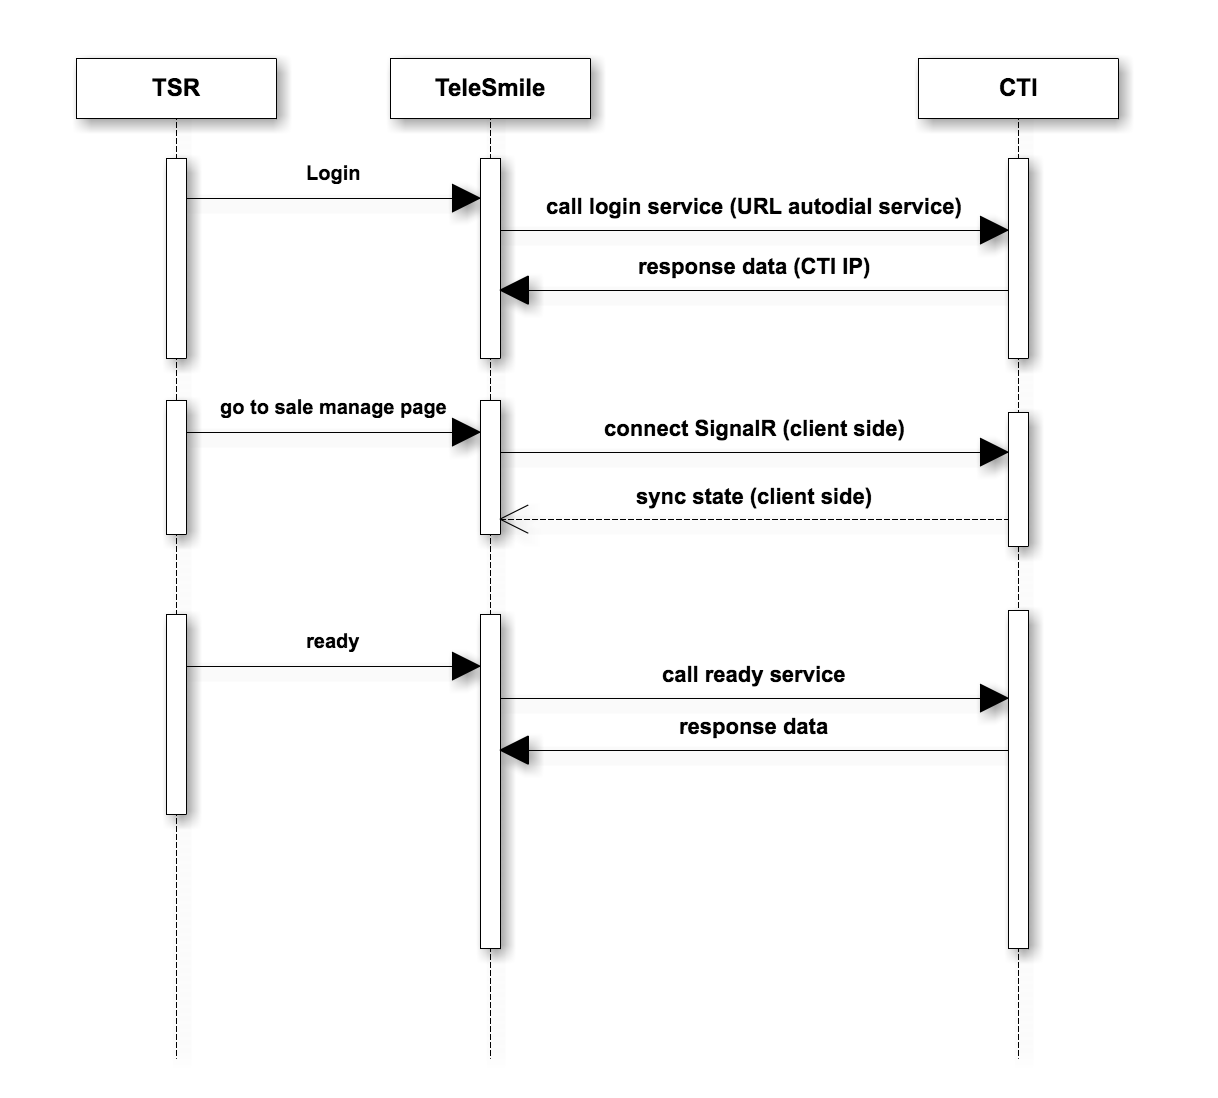 TSR
TeleSmile
CTI
Login
call login service (URL autodial service)
response data (CTI IP)
go to sale manage page
connect SignalR (client side)
sync state (client side)
ready
call ready service
response data